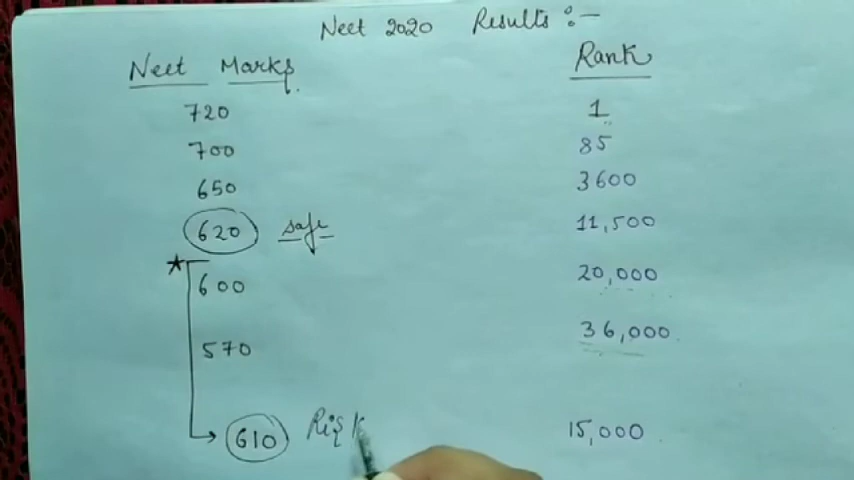 Neet 2020 Results :-
Neet Marks. Rank
720 1
700 85
650 3600
620 safe 11,500
★ 600 20,000
570 36,000
→ 610 Risk 15,000